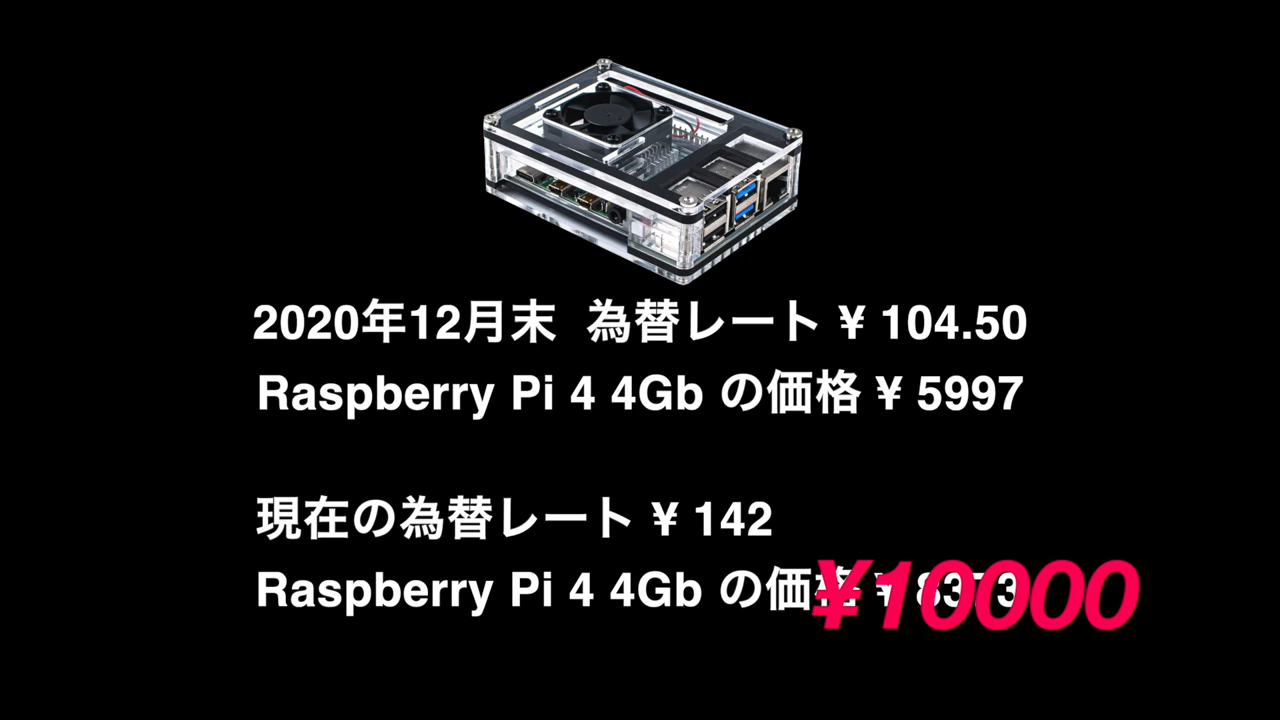 2020年12月末 為替レート ¥ 104.50
Raspberry Pi 4 4Gb の価格 ¥ 5997
現在の為替レート ¥ 142
Raspberry Pi 4 4Gb の価格 ¥ 8373
¥10000